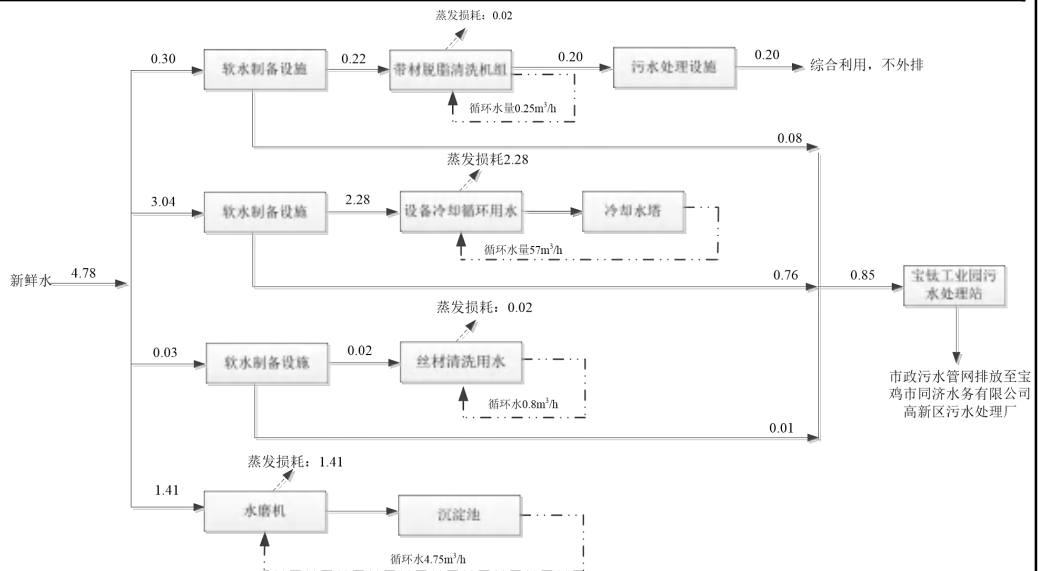 蒸发损耗：0.02
0.30
软水制备设施
0.22
带材脱脂清洗机组
0.20
污水处理设施
0.20
综合利用，不外排
循环水量0.25m³/h
0.08
蒸发损耗2.28
3.04
软水制备设施
2.28
设备冷却循环用水
冷却水塔
循环水量57m³/h
新鲜水
4.78
0.76
0.85
宝钛工业园污
水处理站
蒸发损耗：0.02
0.03
软水制备设施
0.02
丝材清洗用水
循环水0.8m³/h
市政污水管网排放至宝
鸡市同济水务有限公司
高新区污水处理厂
0.01
蒸发损耗：1.41
1.41
水磨机
沉淀池
循环水4.75m³/h